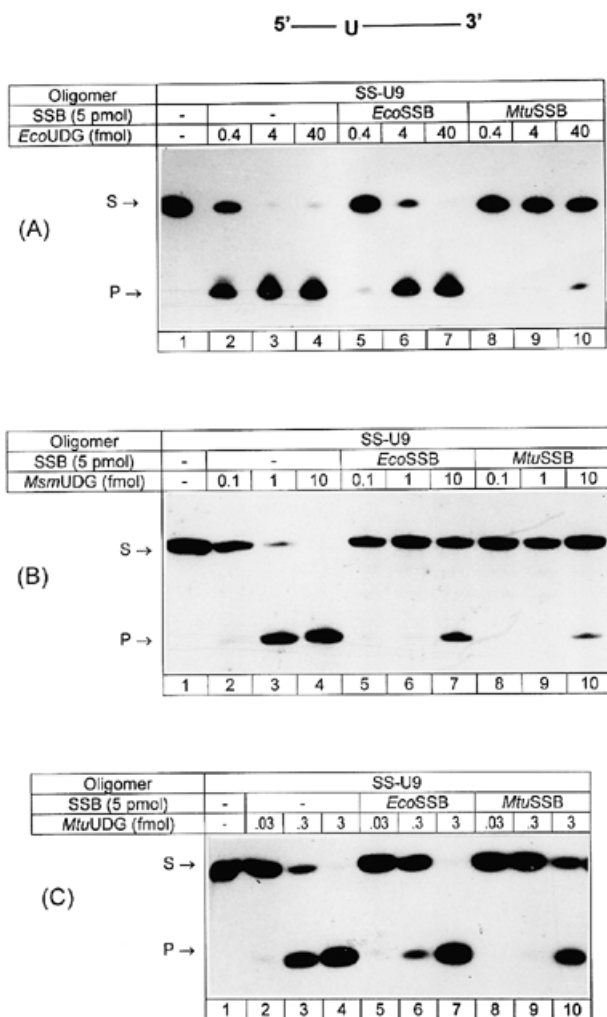 5' U 3'
Oligomer SS-U9
SSB (5 pmol) - - EcoSSB MtuSSB
EcoUDG (fmol) - 0.4 4 40 0.4 4 40 0.4 4 40
S →
(A)
P →
1 2 3 4 5 6 7 8 9 10
Oligomer SS-U9
SSB (5 pmol) - - EcoSSB MtuSSB
MsmUDG (fmol) - 0.1 1 10 0.1 1 10 0.1 1 10
S →
(B)
P →
1 2 3 4 5 6 7 8 9 10
Oligomer SS-U9
SSB (5 pmol) - - EcoSSB MtuSSB
MtuUDG (fmol) - .03 .3 3 .03 .3 3 .03 .3 3
S →
(C)
P →
1 2 3 4 5 6 7 8 9 10